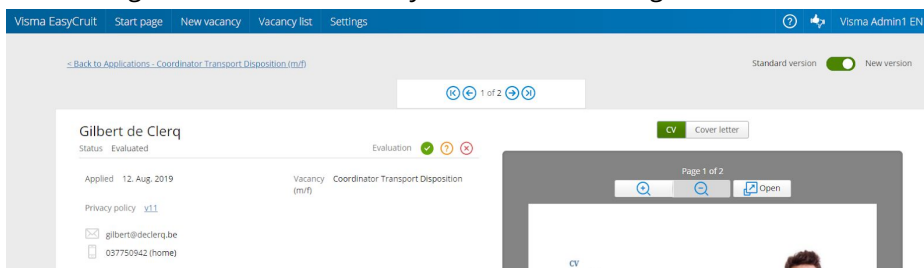 Visma EasyCruit Start page New vacancy Vacancy list Settings Visma Admin1 EN
< Back to Applications - Coordinator Transport Disposition (m/f)
Standard version New version
1 of 2
Gilbert de Clerq
CV Cover letter
Status Evaluated Evaluation
Page 1 of 2
Applied 12. Aug. 2019 Vacancy Coordinator Transport Disposition
(m/f)
Open
Privacy policy v11
gilbert@declerq.be
037750942 (home)
CV